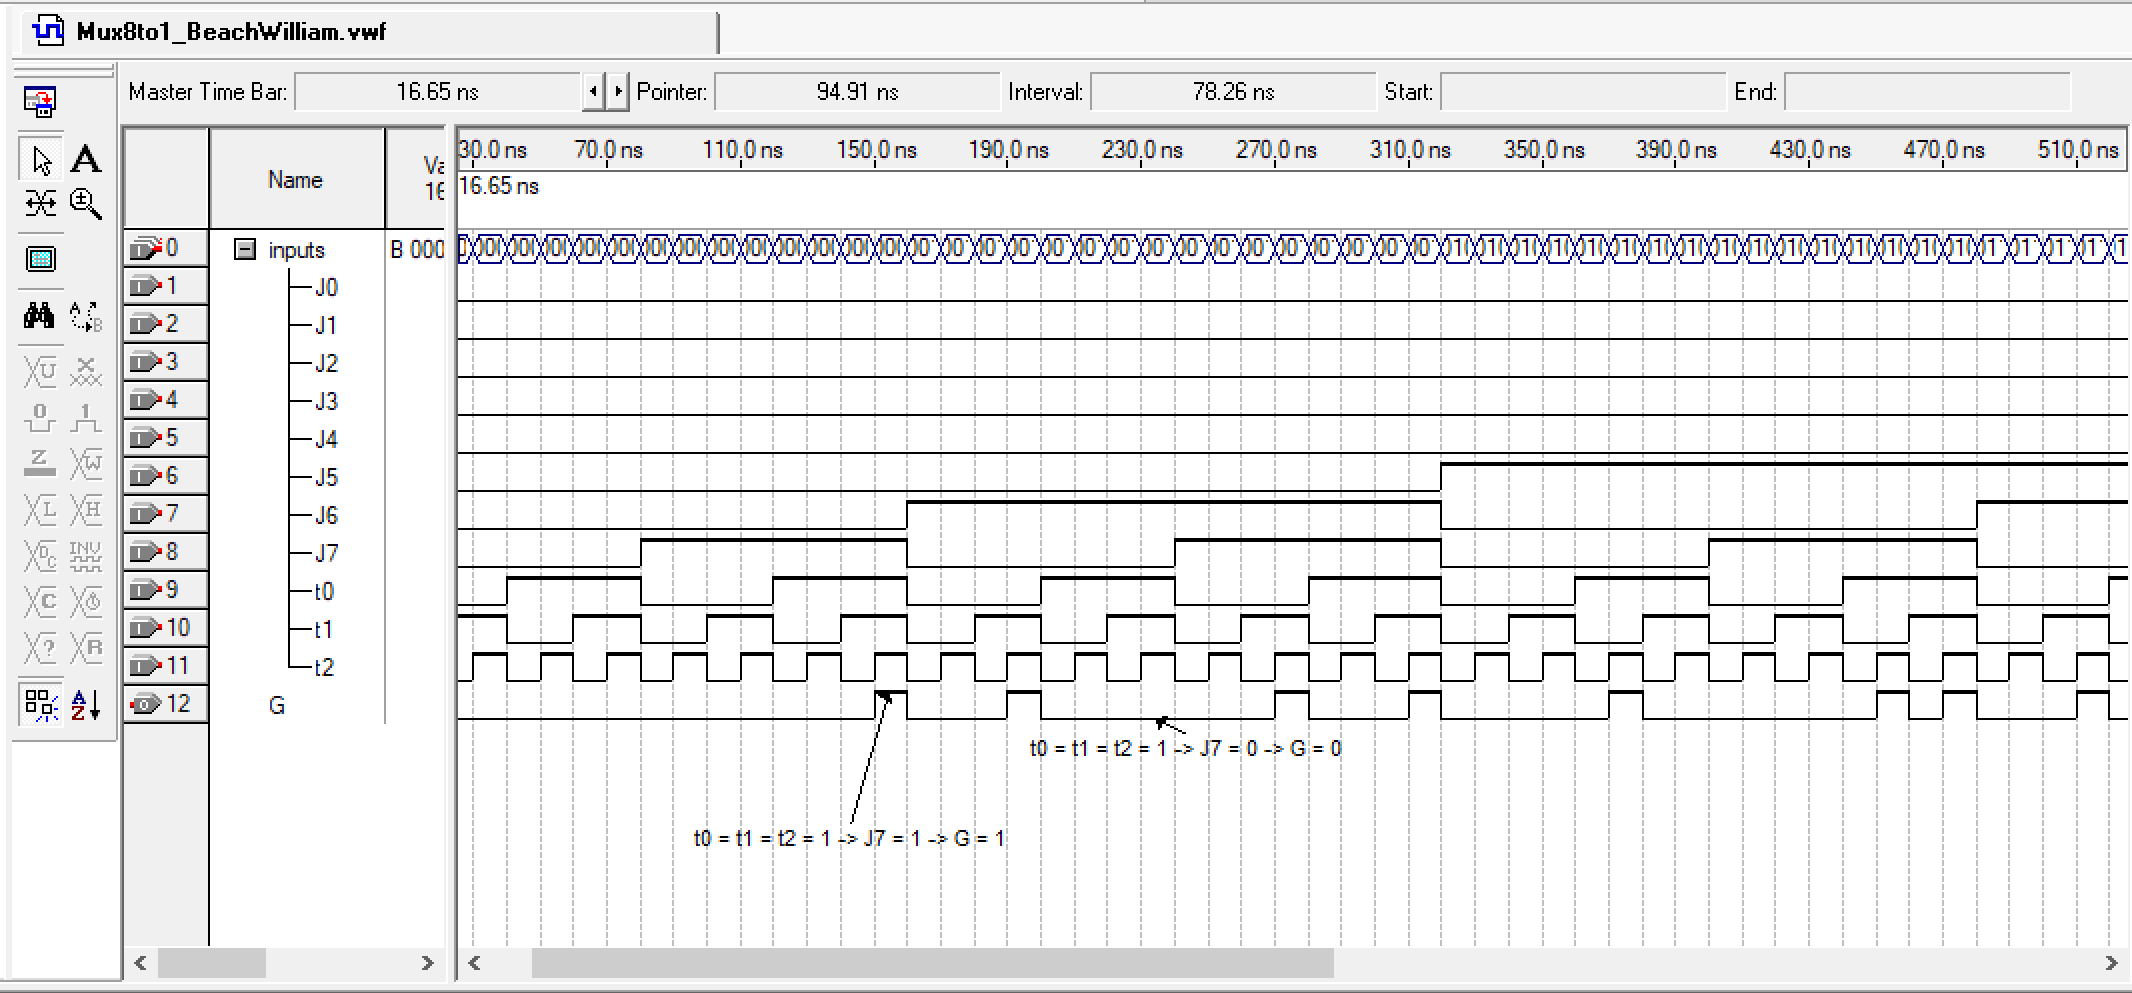 Mux8to1_BeachWilliam.vwf
Master Time Bar: 16.65 ns Pointer: 94.91 ns Interval: 78.26 ns Start: End:
30.0 ns 70.0 ns 110.0 ns 150.0 ns 190.0 ns 230.0 ns 270.0 ns 310.0 ns 350.0 ns 390.0 ns 430.0 ns 470.0 ns 510.0 ns
Name
16.65 ns
0 inputs B 000
1 J0
2 J1
3 J2
4 J3
5 J4
6 J5
7 J6
8 J7
9 t0
10 t1
11 t2
12 G
t0 = t1 = t2 = 1 -> J7 = 0 -> G = 0
t0 = t1 = t2 = 1 -> J7 = 1 -> G = 1